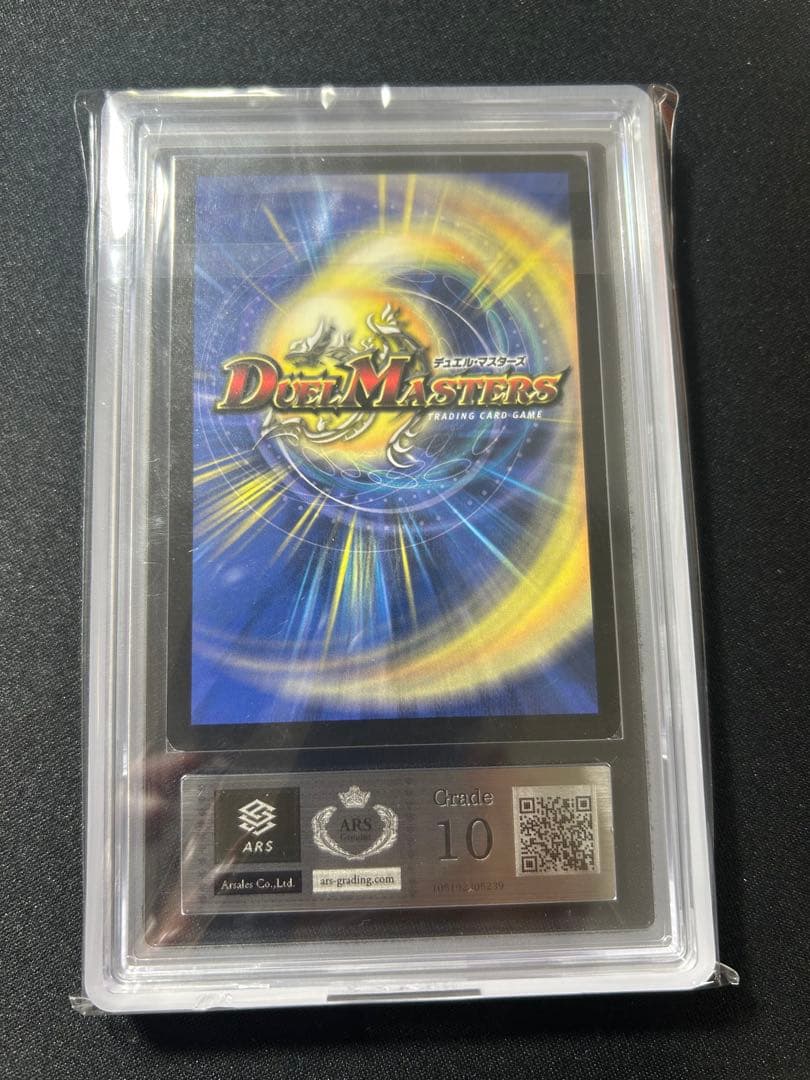 デュエル・マスターズ
DUEL MASTERS
TRADING CARD GAME
ARS
Arsales Co.,Ltd.
ARS
ars-grading.com
Grade
10